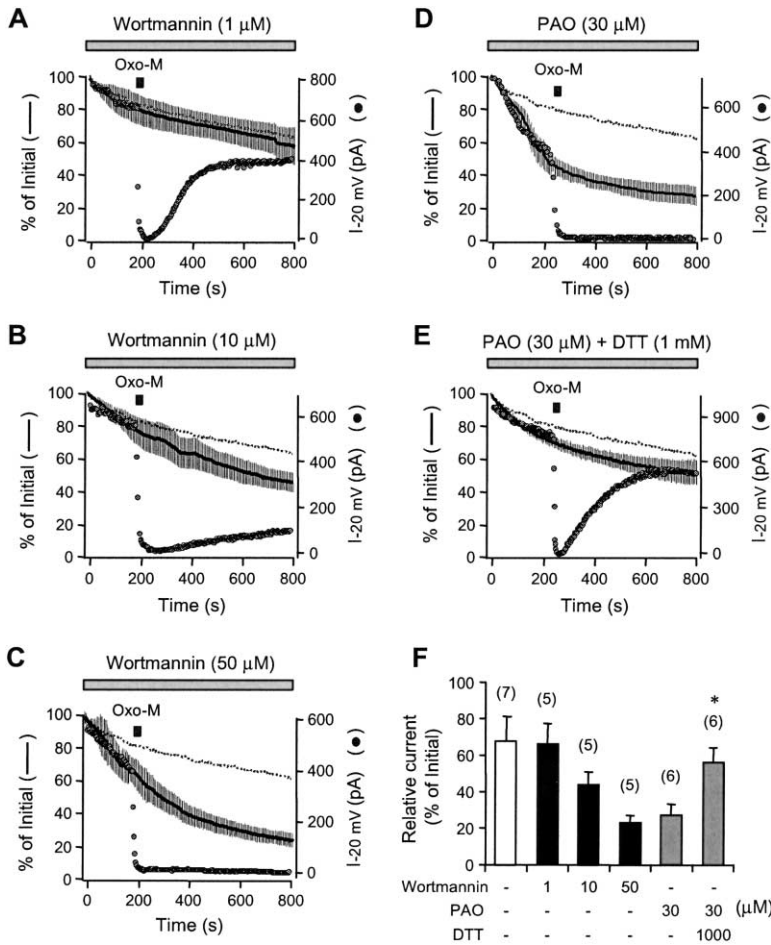 A
Wortmannin (1 μM)
Oxo-M
% of Initial (—)
100
80
60
40
20
0
800
600
400
200
0
I-20 mV (pA) (●)
0 200 400 600 800
Time (s)
B
Wortmannin (10 μM)
Oxo-M
% of Initial (—)
100
80
60
40
20
0
600
450
300
150
0
I-20 mV (pA) (●)
0 200 400 600 800
Time (s)
C
Wortmannin (50 μM)
Oxo-M
% of Initial (—)
100
80
60
40
20
0
600
400
200
0
I-20 mV (pA) (●)
0 200 400 600 800
Time (s)
D
PAO (30 μM)
Oxo-M
% of Initial (—)
100
80
60
40
20
0
600
400
200
0
I-20 mV (pA) (●)
0 200 400 600 800
Time (s)
E
PAO (30 μM) + DTT (1 mM)
Oxo-M
% of Initial (—)
100
80
60
40
20
0
900
600
300
0
I-20 mV (pA) (●)
0 200 400 600 800
Time (s)
F
Relative current
(% of Initial)
100
80
60
40
20
0
(7) (5) (5) (5) (6) * (6)
Wortmannin - 1 10 50 - -
PAO - - - - 30 30 (μM)
DTT - - - - - 1000